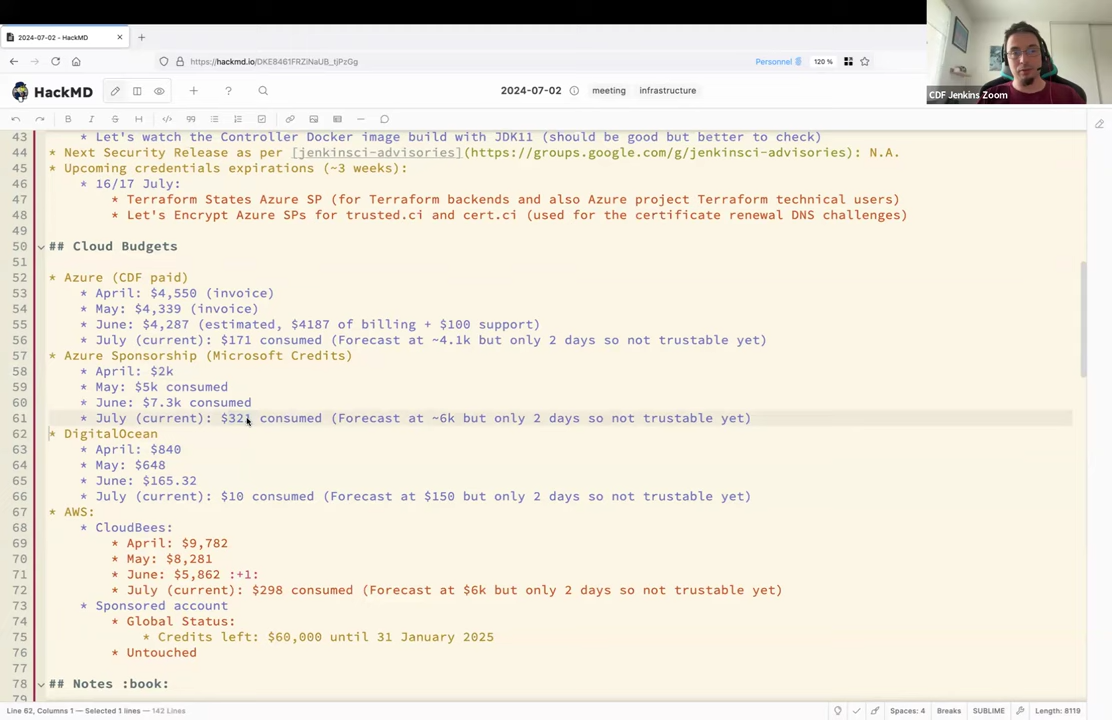 2024-07-02 - HackMD
https://hackmd.io/DKE8461FRZiNaUB_tjPzGg
Personnel
120 %
CDF Jenkins Zoom
HackMD
2024-07-02
meeting
infrastructure
43 * Let's watch the Controller Docker image build with JDK11 (should be good but better to check)
44 * Next Security Release as per [jenkinsci-advisories](https://groups.google.com/g/jenkinsci-advisories): N.A.
45 * Upcoming credentials expirations (~3 weeks):
46 * 16/17 July:
47 * Terraform States Azure SP (for Terraform backends and also Azure project Terraform technical users)
48 * Let's Encrypt Azure SPs for trusted.ci and cert.ci (used for the certificate renewal DNS challenges)
49
50 ## Cloud Budgets
51
52 * Azure (CDF paid)
53 * April: $4,550 (invoice)
54 * May: $4,339 (invoice)
55 * June: $4,287 (estimated, $4187 of billing + $100 support)
56 * July (current): $171 consumed (Forecast at ~4.1k but only 2 days so not trustable yet)
57 * Azure Sponsorship (Microsoft Credits)
58 * April: $2k
59 * May: $5k consumed
60 * June: $7.3k consumed
61 * July (current): $321 consumed (Forecast at ~6k but only 2 days so not trustable yet)
62 * DigitalOcean
63 * April: $840
64 * May: $648
65 * June: $165.32
66 * July (current): $10 consumed (Forecast at $150 but only 2 days so not trustable yet)
67 * AWS:
68 * CloudBees:
69 * April: $9,782
70 * May: $8,281
71 * June: $5,862 :+1:
72 * July (current): $298 consumed (Forecast at $6k but only 2 days so not trustable yet)
73 * Sponsored account
74 * Global Status:
75 * Credits left: $60,000 until 31 January 2025
76 * Untouched
77
78 ## Notes :book:
79
Line 62, Columns 1 — Selected 1 lines — 142 Lines
Spaces: 4
Breaks
SUBLIME
Length: 8119